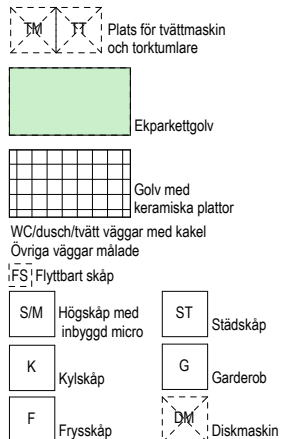 TM TT Plats för tvättmaskin
och torktumlare
Ekparkettgolv
Golv med
keramiska plattor
WC/dusch/tvätt väggar med kakel
Övriga väggar målade
FS Flyttbart skåp
S/M Högskåp med
inbyggd micro
ST Städskåp
K Kylskåp
G Garderob
F Frysskåp
DM Diskmaskin